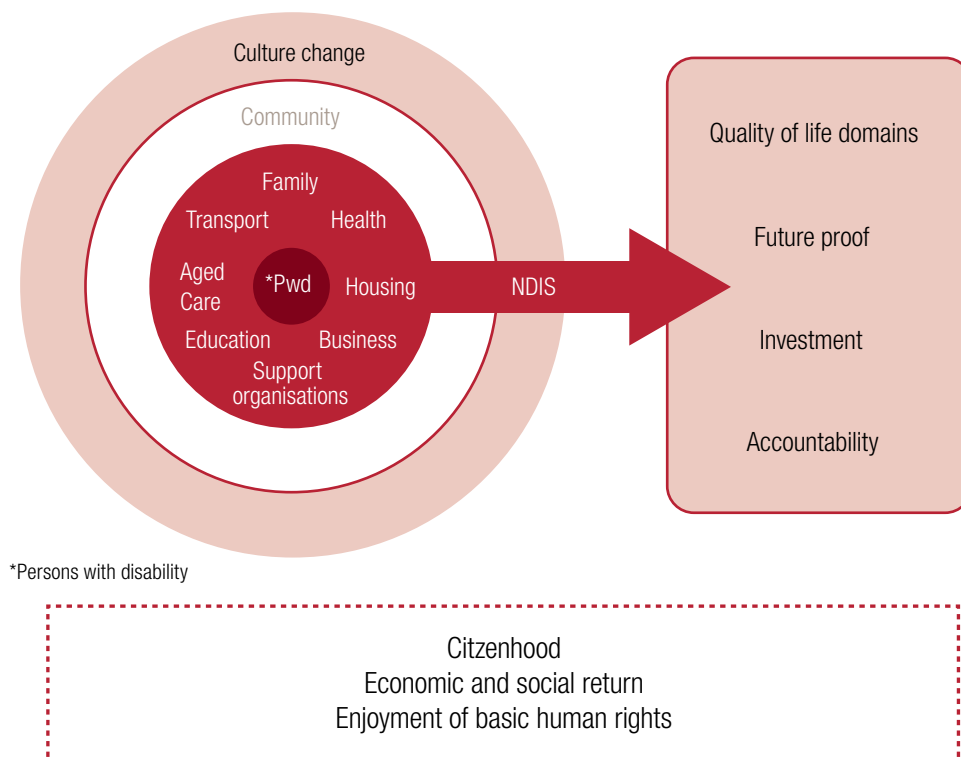 Culture change
Community
Family
Transport
Health
Aged
Care
*Pwd
Housing
Education
Business
Support
organisations
NDIS
Quality of life domains
Future proof
Investment
Accountability
*Persons with disability
Citzenhood
Economic and social return
Enjoyment of basic human rights